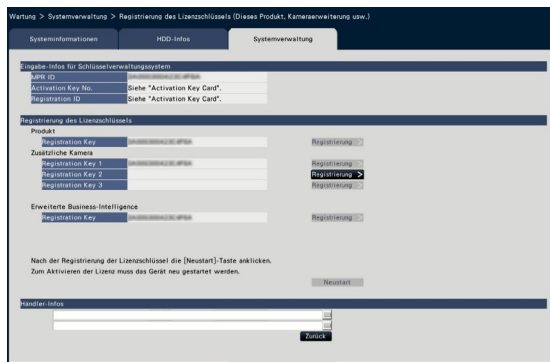 Wartung > Systemverwaltung > Registrierung des Lizenzschlüssels (Dieses Produkt, Kameraerweiterung usw.)
Systeminformationen HDD-Infos Systemverwaltung
Eingabe-Infos für Schlüsselverwaltungssystem
MPR ID
Activation Key No. Siehe "Activation Key Card".
Registration ID Siehe "Activation Key Card".
Registrierung des Lizenzschlüssels
Produkt
Registration Key Registrierung >
Zusätzliche Kamera
Registration Key 1 Registrierung >
Registration Key 2 Registrierung >
Registration Key 3 Registrierung >
Erweiterte Business-Intelligence
Registration Key Registrierung >
Nach der Registrierung der Lizenzschlüssel die [Neustart]-Taste anklicken.
Zum Aktivieren der Lizenz muss das Gerät neu gestartet werden.
Neustart
Händler-Infos
Zurück